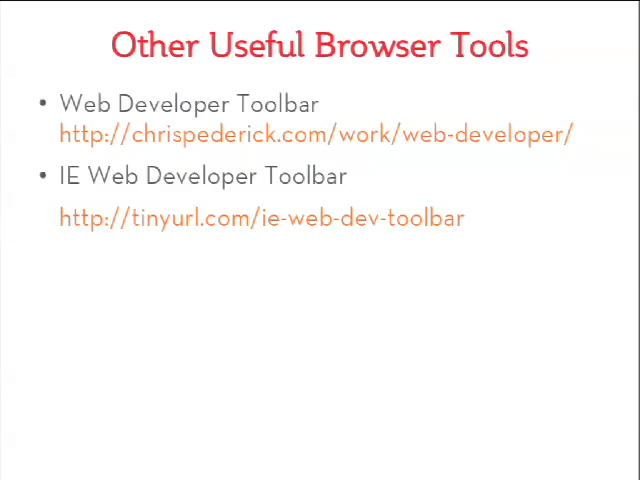 Other Useful Browser Tools
• Web Developer Toolbar
http://chrispederick.com/work/web-developer/
• IE Web Developer Toolbar
http://tinyurl.com/ie-web-dev-toolbar